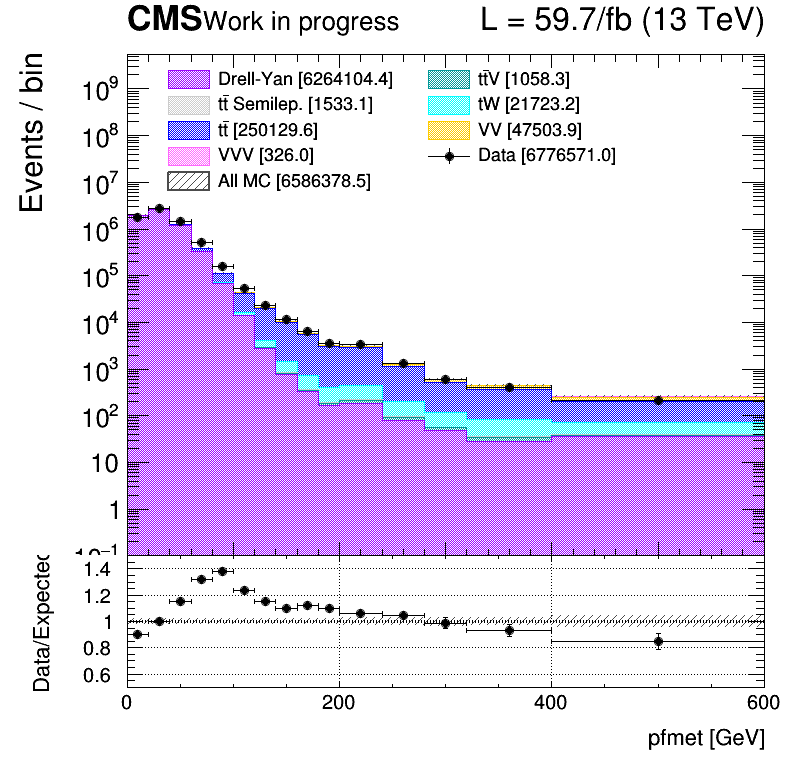 CMS Work in progress L = 59.7/fb (13 TeV)
Events / bin
Drell-Yan [6264104.4]
tt̄ Semilep. [1533.1]
tt̄ [250129.6]
VVV [326.0]
All MC [6586378.5]
tt̄V [1058.3]
tW [21723.2]
VV [47503.9]
Data [6776571.0]
10⁹
10⁸
10⁷
10⁶
10⁵
10⁴
10³
10²
10
1
10⁻¹
Data/Expected
1.4
1.2
1
0.8
0.6
0 200 400 600
pfmet [GeV]